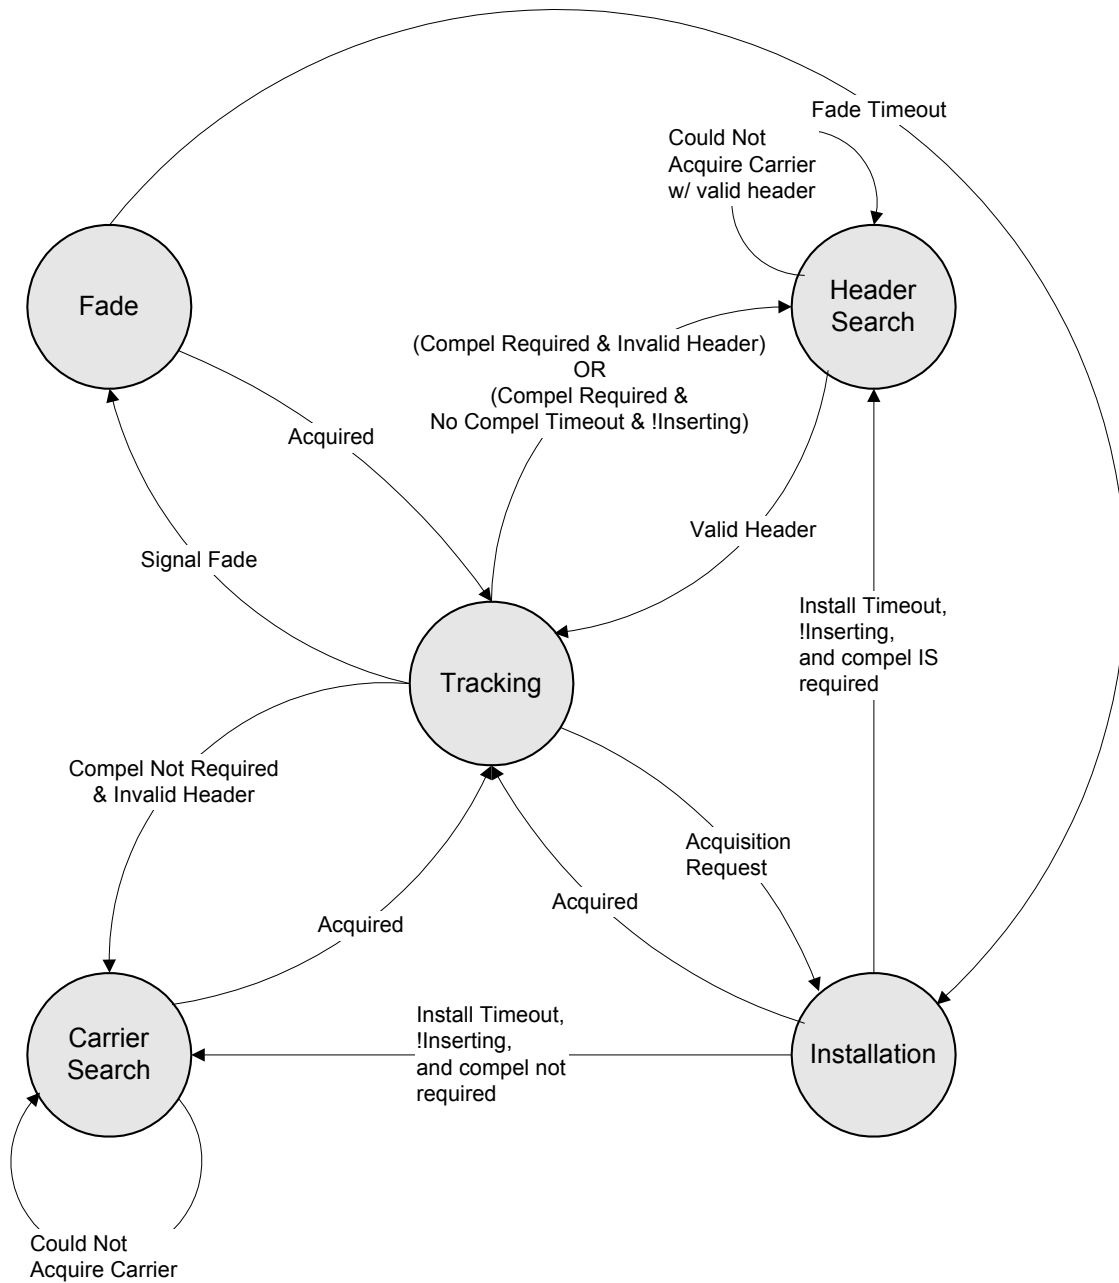 Fade Timeout
Could Not
Acquire Carrier
w/ valid header
Fade
Header
Search
(Compel Required & Invalid Header)
OR
(Compel Required &
No Compel Timeout & !Inserting)
Acquired
Valid Header
Signal Fade
Install Timeout,
!Inserting,
and compel IS
required
Tracking
Compel Not Required
& Invalid Header
Acquisition
Request
Acquired
Acquired
Install Timeout,
!Inserting,
and compel not
required
Carrier
Search
Installation
Could Not
Acquire Carrier